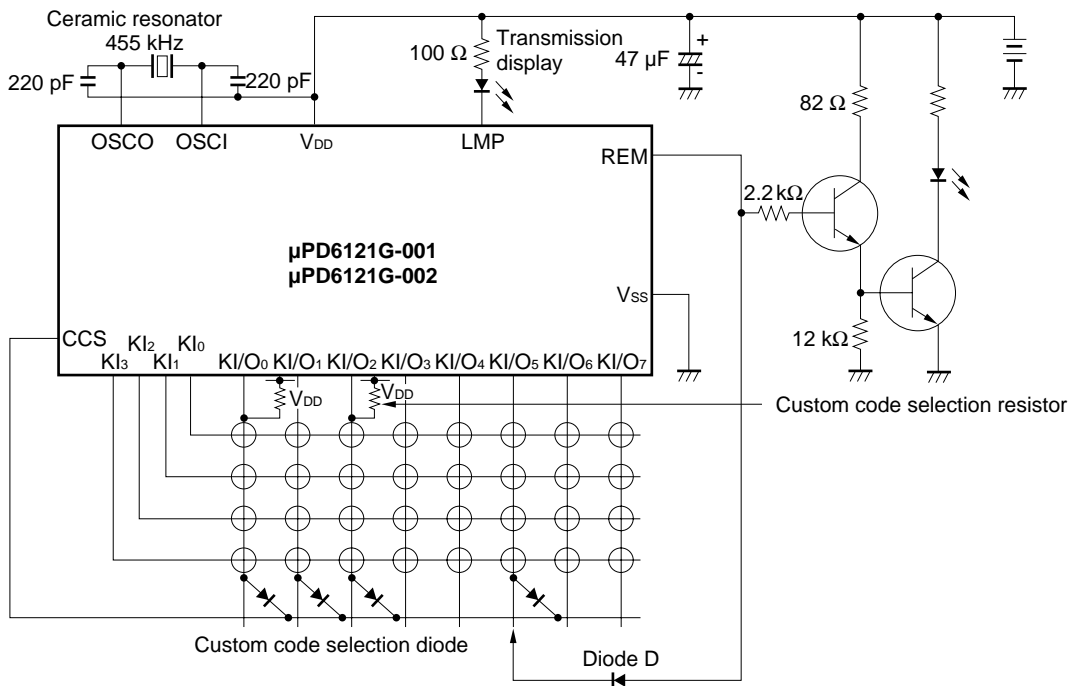 Ceramic resonator
455 kHz
220 pF
220 pF
100 Ω
Transmission
display
47 µF
+
-
82 Ω
OSCO
OSCI
VDD
LMP
REM
2.2 kΩ
µPD6121G-001
µPD6121G-002
VSS
12 kΩ
CCS
KI3
KI2
KI1
KI0
KI/O0
KI/O1
KI/O2
KI/O3
KI/O4
KI/O5
KI/O6
KI/O7
VDD
VDD
Custom code selection resistor
Custom code selection diode
Diode D